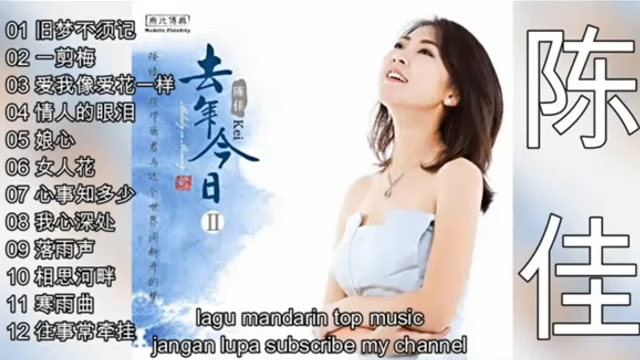 01 旧梦不须记
02 一剪梅
03 爱我像爱花一样
04 情人的眼泪
05 娘心
06 女人花
07 心事知多少
08 我心深处
09 落雨声
10 相思河畔
11 寒雨曲
12 往事常牵挂
Mobile Fidelity
去年今日
陈佳 Kei
II
陈佳
lagu mandarin top music
jangan lupa subscribe my channel